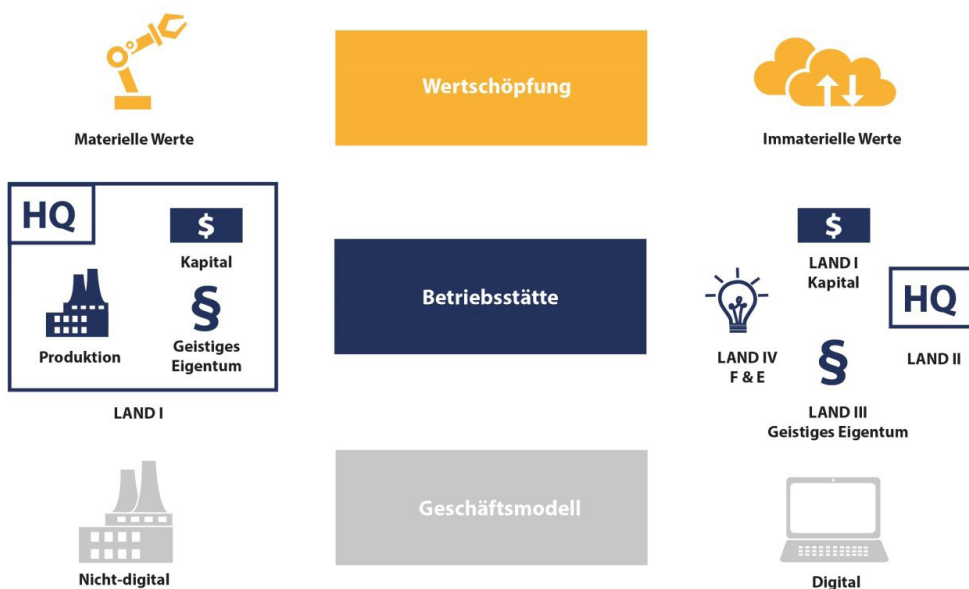 Wertschöpfung
Materielle Werte
Immaterielle Werte
HQ
$
Kapital
§
Produktion
Geistiges
Eigentum
LAND I
Betriebsstätte
$
LAND I
Kapital
HQ
LAND II
LAND IV
F & E
§
LAND III
Geistiges Eigentum
Geschäftsmodell
Nicht-digital
Digital